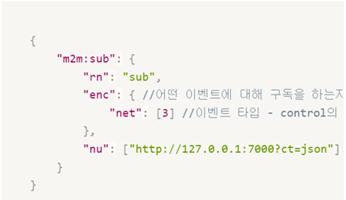 {
"m2m:sub": {
"rn": "sub",
"enc": { //어떤 이벤트에 대해 구독을 하는지
"net": [3] //이벤트 타입 - control의
},
"nu": ["http://127.0.0.1:7000?ct=json"]
}
}